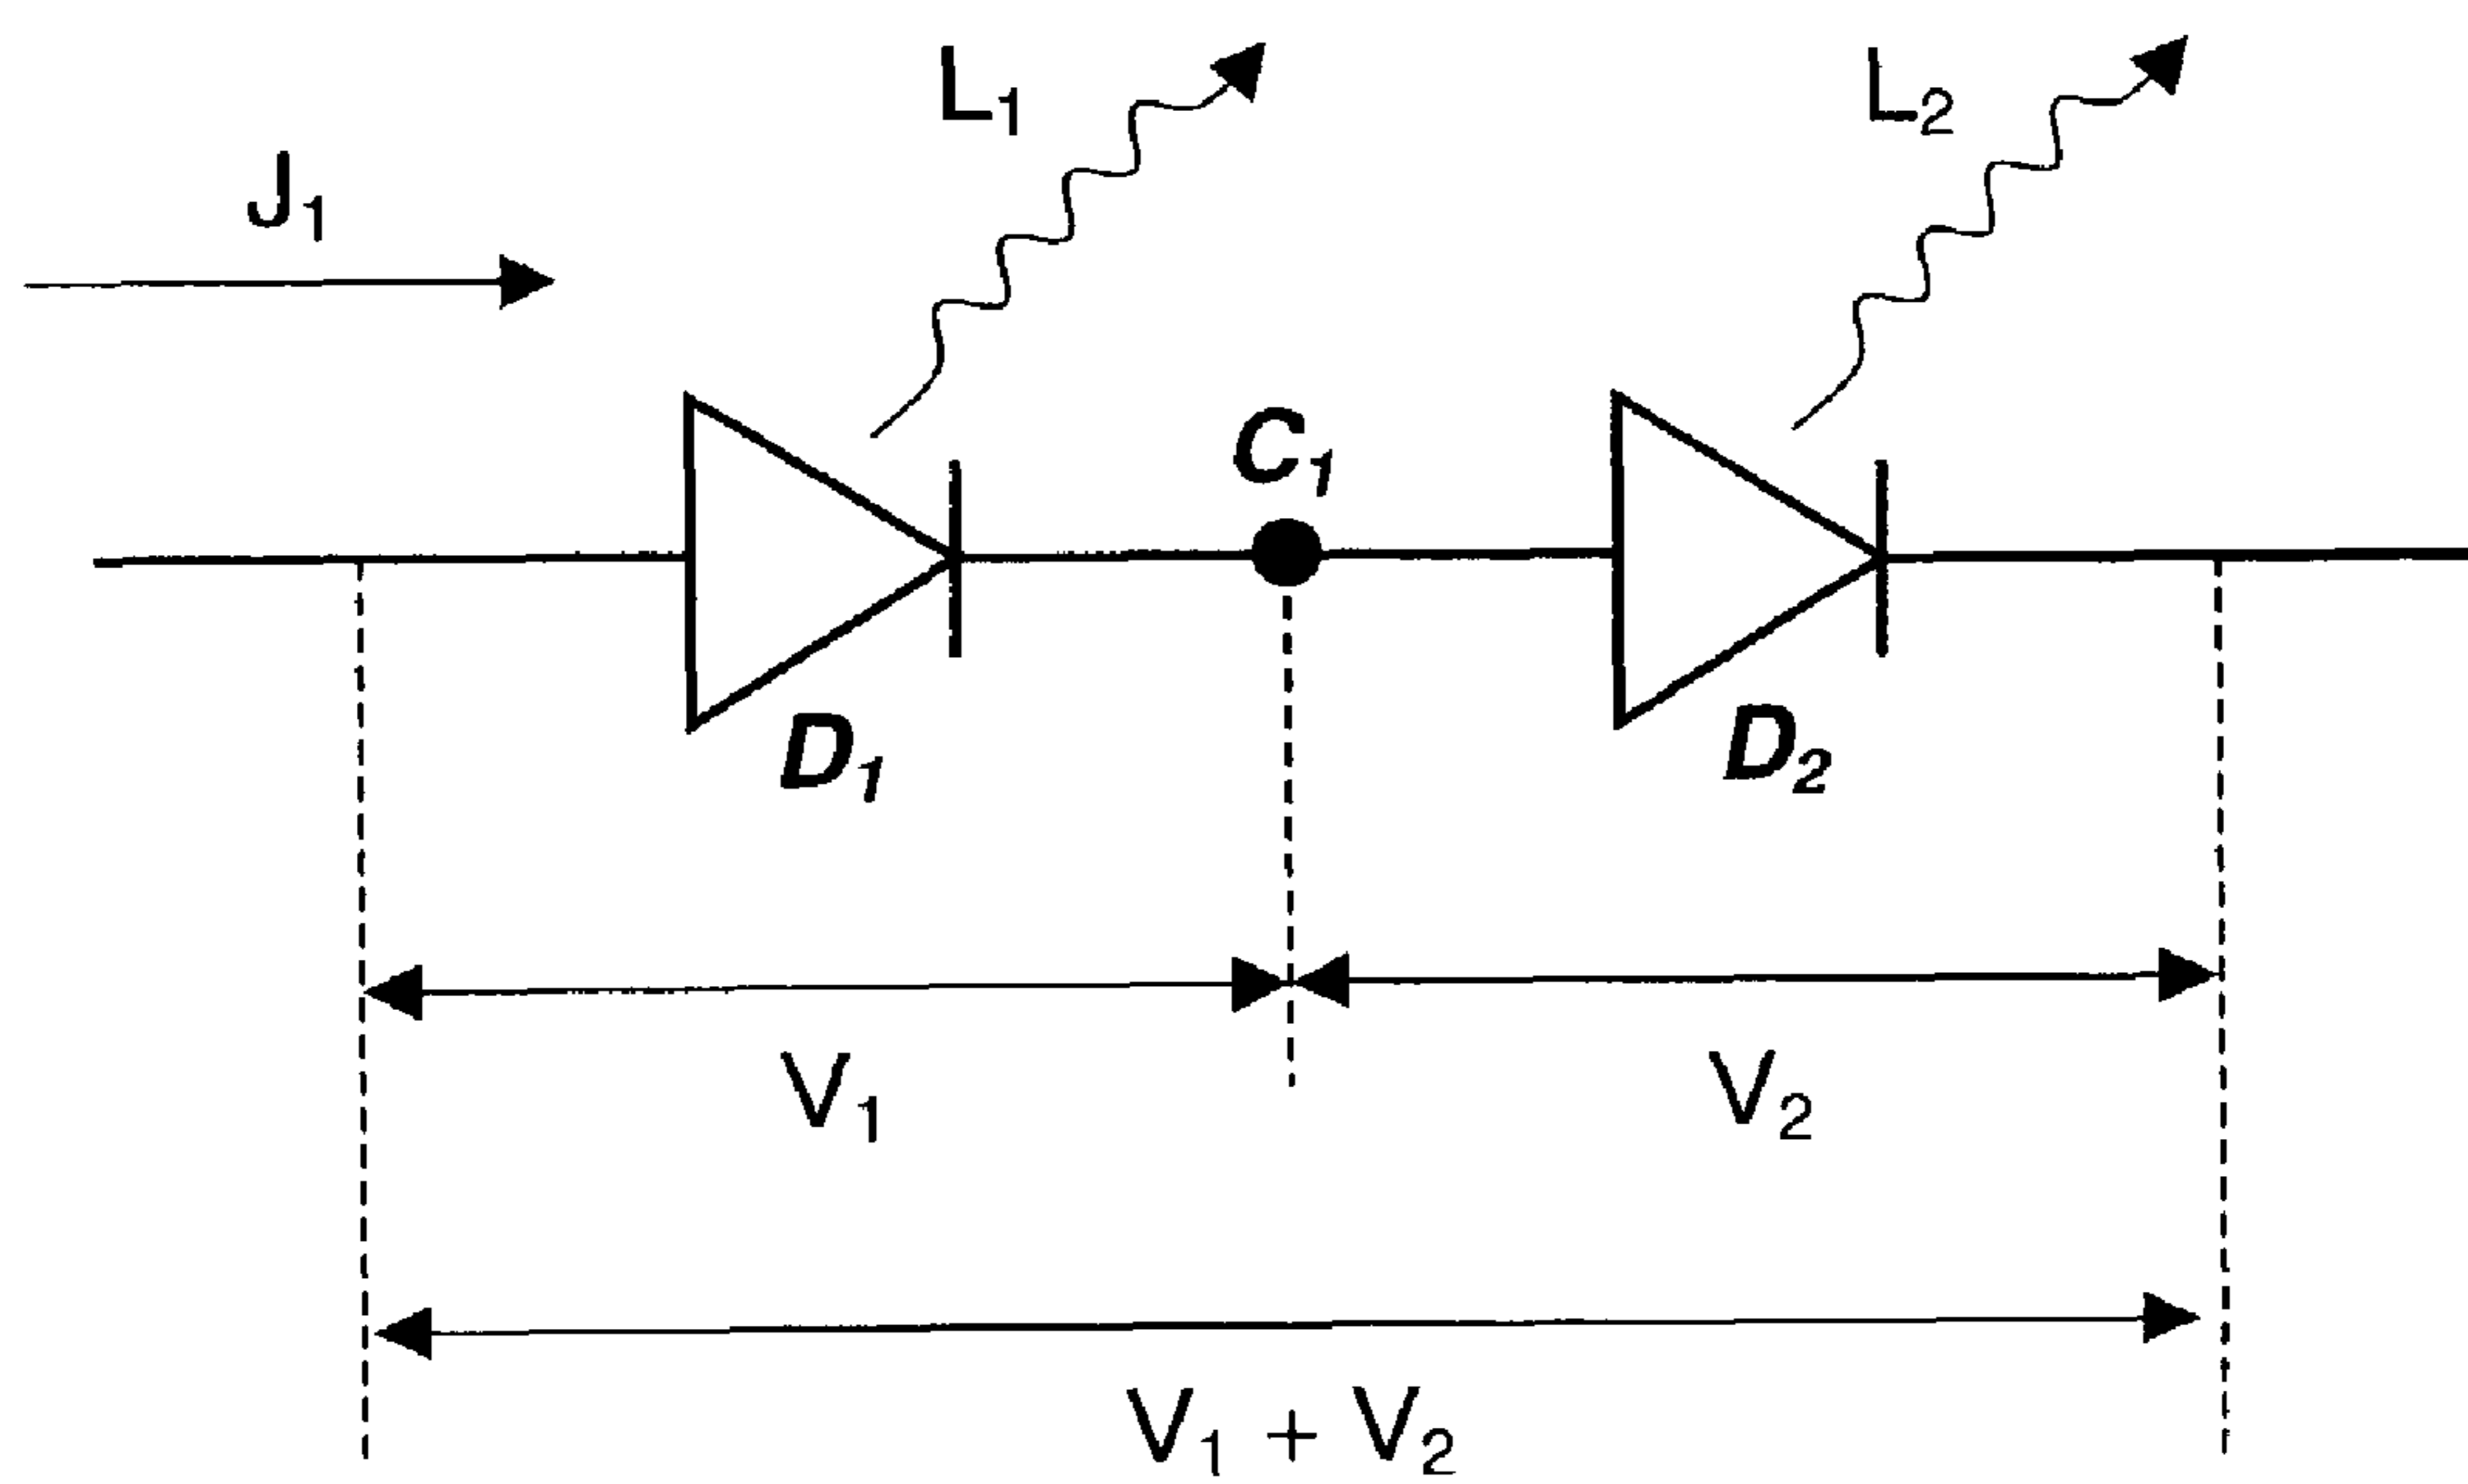 L₁
L₂
J₁
C₁
D₁
D₂
V₁
V₂
V₁ + V₂